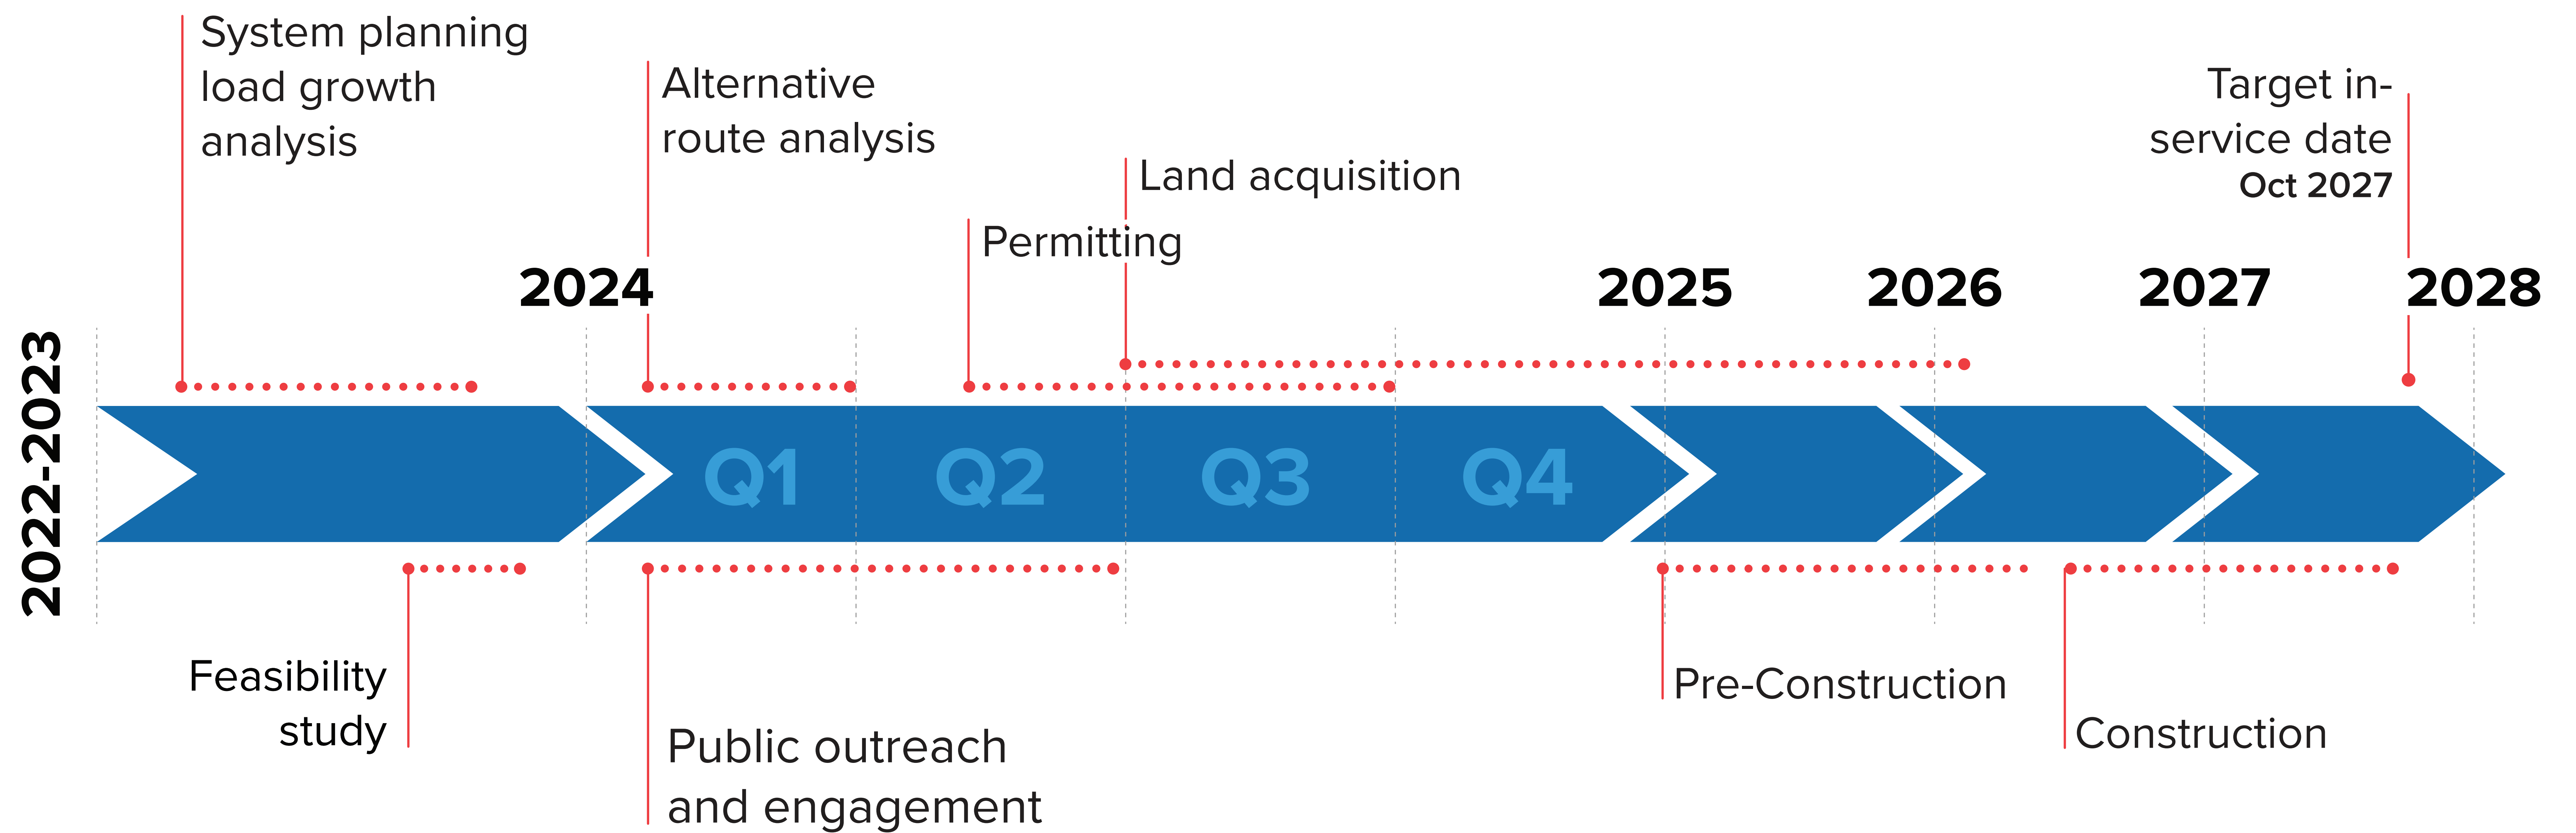 System planning
load growth
analysis
Alternative
route analysis
Land acquisition
Permitting
Target in-
service date
Oct 2027
2022-2023
2024
2025
2026
2027
2028
Q1
Q2
Q3
Q4
Feasibility
study
Public outreach
and engagement
Pre-Construction
Construction